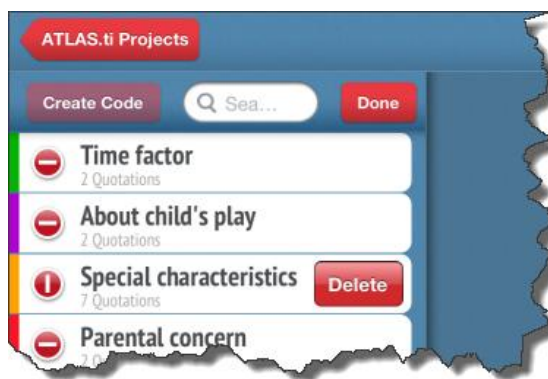 ATLAS.ti Projects
Create Code
Sea...
Done
Time factor
2 Quotations
About child's play
2 Quotations
Special characteristics
7 Quotations
Delete
Parental concern